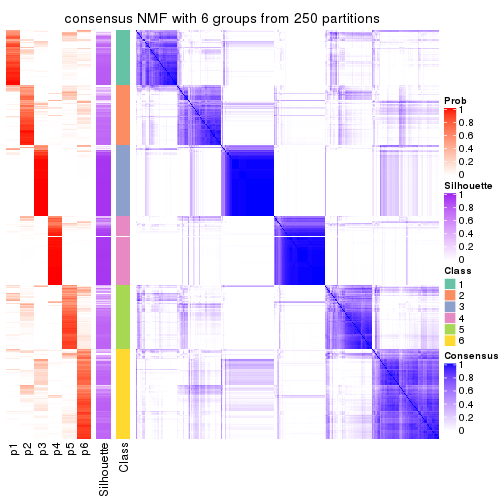 consensus NMF with 6 groups from 250 partitions
Prob
1
0.8
0.6
0.4
0.2
0
Silhouette
1
0.8
0.6
0.4
0.2
0
Class
1
2
3
4
5
6
Consensus
1
0.8
0.6
0.4
0.2
0
p1
p2
p3
p4
p5
p6
Silhouette
Class